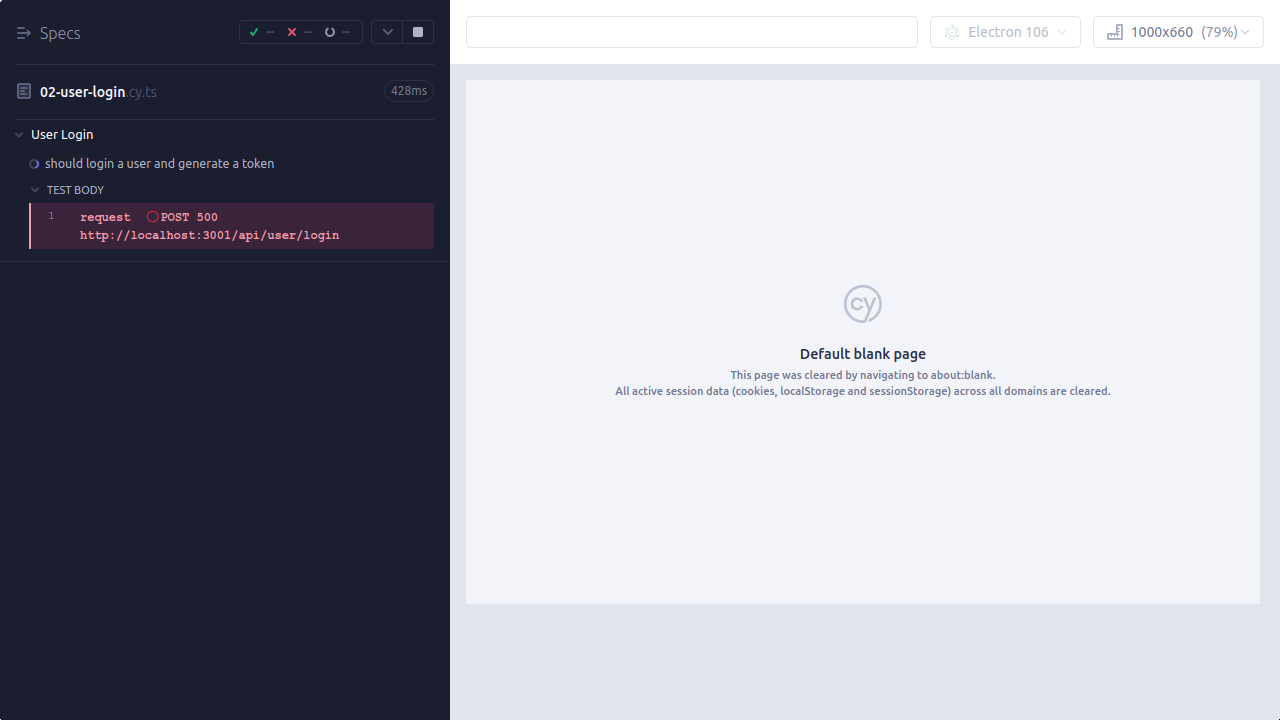 Specs
--
--
--
02-user-login.cy.ts
428ms
User Login
should login a user and generate a token
TEST BODY
1 request POST 500
http://localhost:3001/api/user/login
Electron 106
1000x660 (79%)
cy
Default blank page
This page was cleared by navigating to about:blank.
All active session data (cookies, localStorage and sessionStorage) across all domains are cleared.